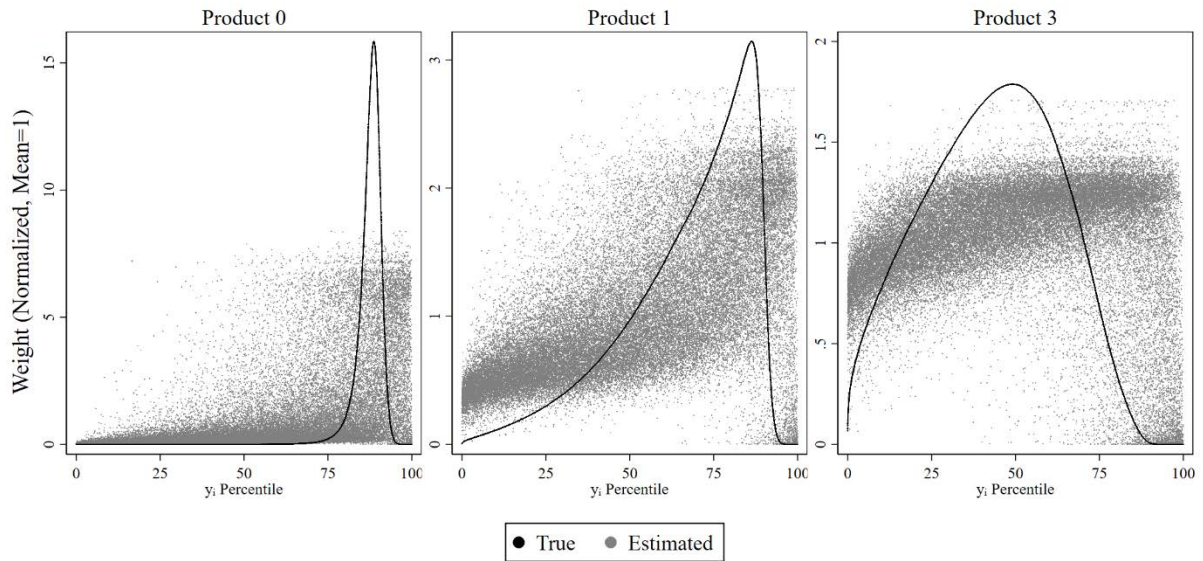 Product 0
Product 1
Product 3
Weight (Normalized, Mean=1)
15
10
5
0
3
2
1
0
2
1.5
1
.5
0
0 25 50 75 100
0 25 50 75 100
0 25 50 75 100
yᵢ Percentile
yᵢ Percentile
yᵢ Percentile
True Estimated